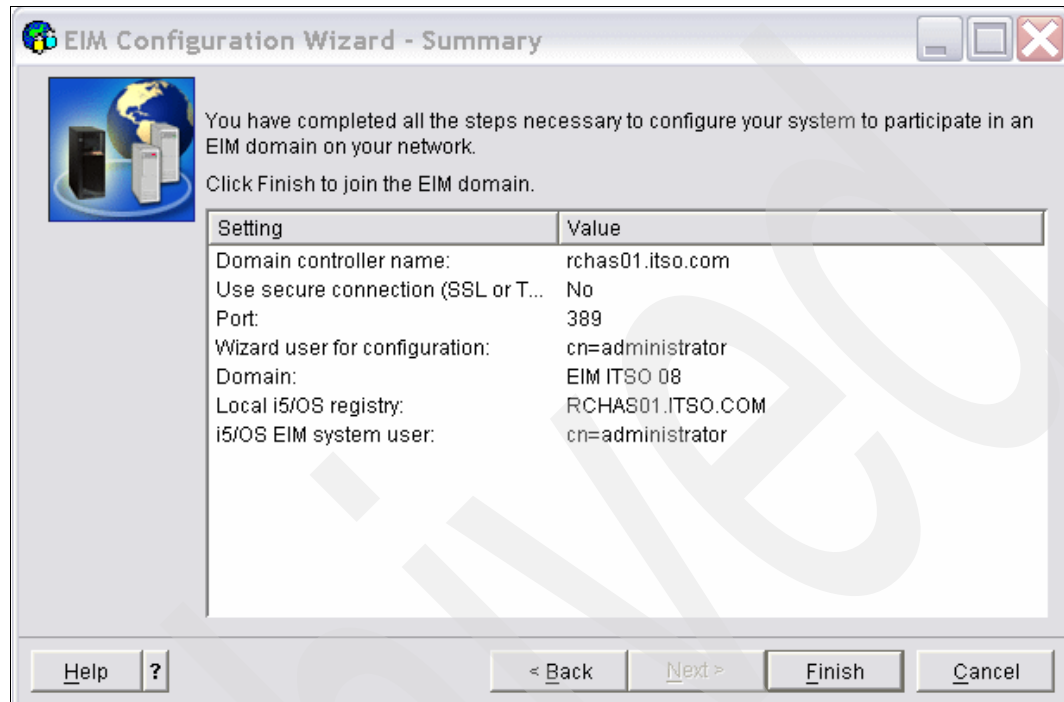 EIM Configuration Wizard - Summary
You have completed all the steps necessary to configure your system to participate in an
EIM domain on your network.
Click Finish to join the EIM domain.
Setting Value
Domain controller name: rchas01.itso.com
Use secure connection (SSL or T... No
Port: 389
Wizard user for configuration: cn=administrator
Domain: EIM ITSO 08
Local i5/OS registry: RCHAS01.ITSO.COM
i5/OS EIM system user: cn=administrator
Help ? < Back Next > Finish Cancel